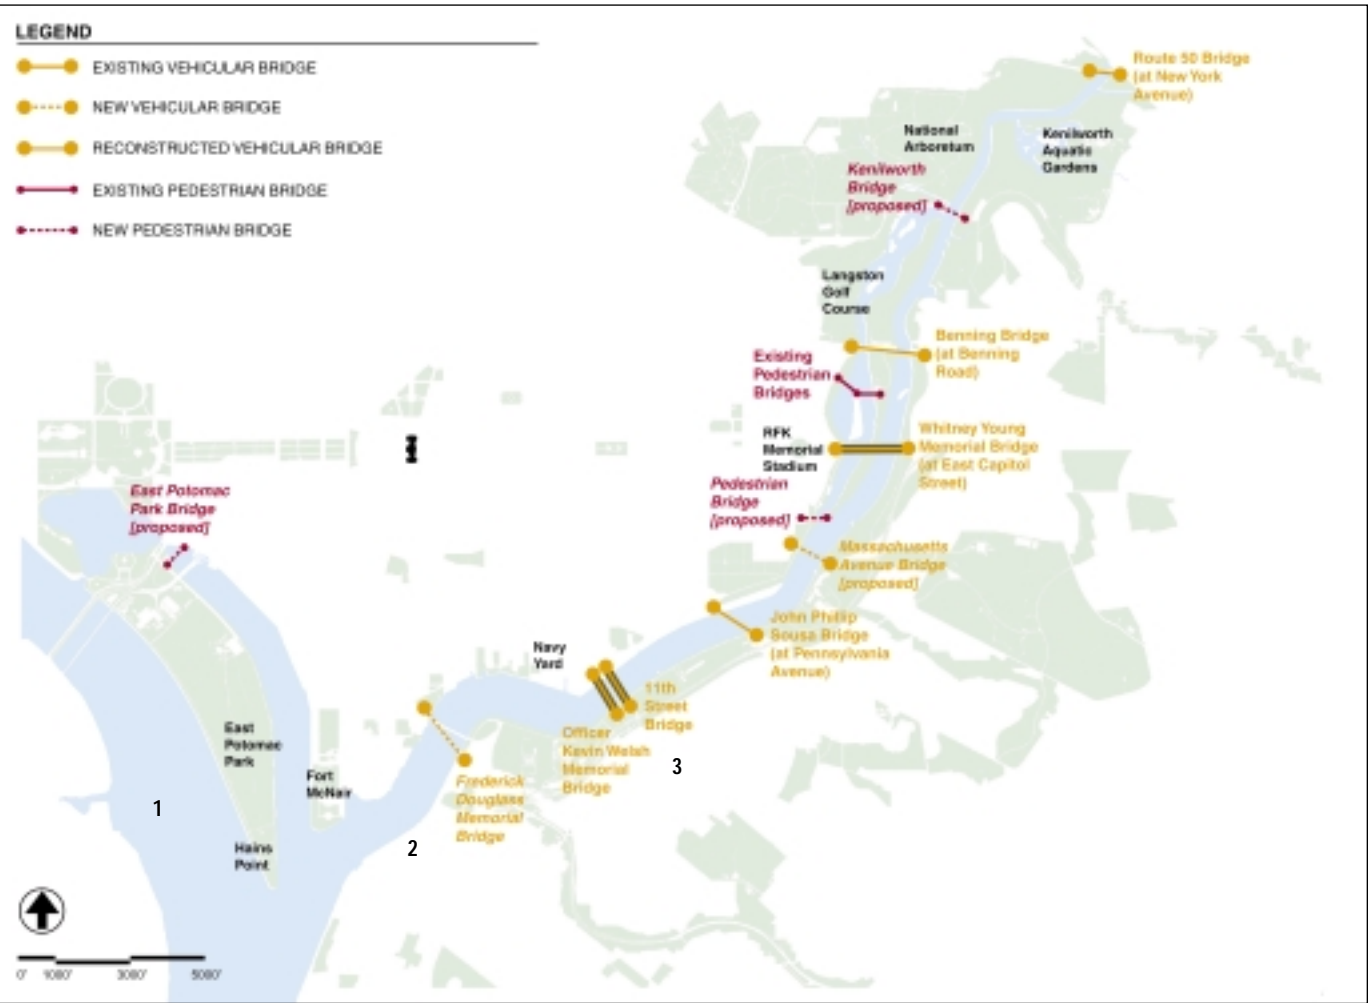 LEGEND
EXISTING VEHICULAR BRIDGE
NEW VEHICULAR BRIDGE
RECONSTRUCTED VEHICULAR BRIDGE
EXISTING PEDESTRIAN BRIDGE
NEW PEDESTRIAN BRIDGE
Route 50 Bridge
(at New York
Avenue)
National
Arboretum
Kenilworth
Aquatic
Gardens
Kenilworth
Bridge
[proposed]
Langston
Golf
Course
Benning Bridge
(at Benning
Road)
Existing
Pedestrian
Bridges
RFK
Memorial
Stadium
Whitney Young
Memorial Bridge
(at East Capitol
Street)
Pedestrian
Bridge
[proposed]
East Potomac
Park Bridge
[proposed]
Massachusetts
Avenue Bridge
[proposed]
John Phillip
Sousa Bridge
(at Pennsylvania
Avenue)
Navy
Yard
11th
Street
Bridge
Officer
Kevin Welsh
Memorial
Bridge
3
East
Potomac
Park
Fort
McNair
Frederick
Douglass
Memorial
Bridge
1
2
Hains
Point
0' 1000' 3000' 5000'